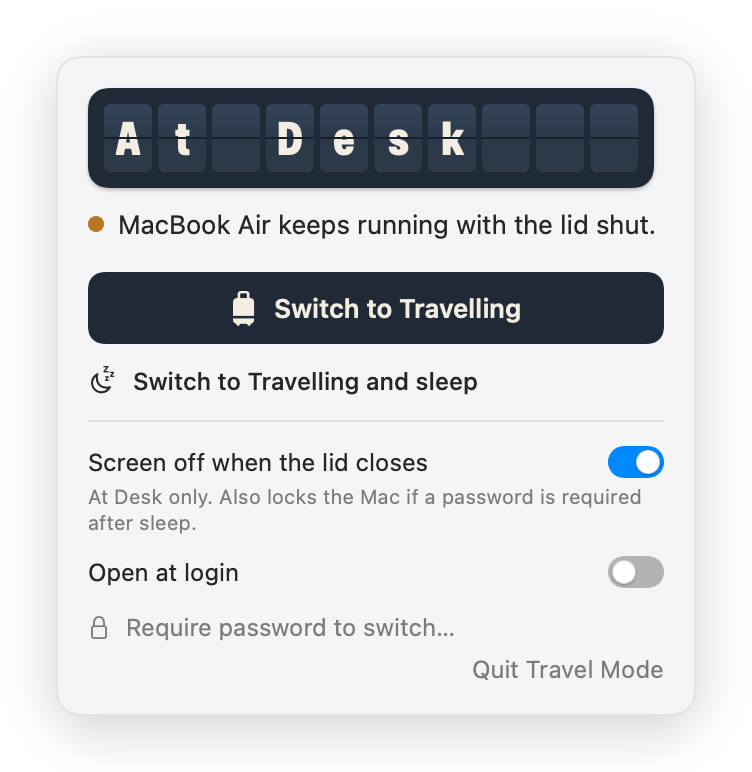 At Desk
MacBook Air keeps running with the lid shut.
Switch to Travelling
Switch to Travelling and sleep
Screen off when the lid closes
At Desk only. Also locks the Mac if a password is required
after sleep.
Open at login
Require password to switch...
Quit Travel Mode